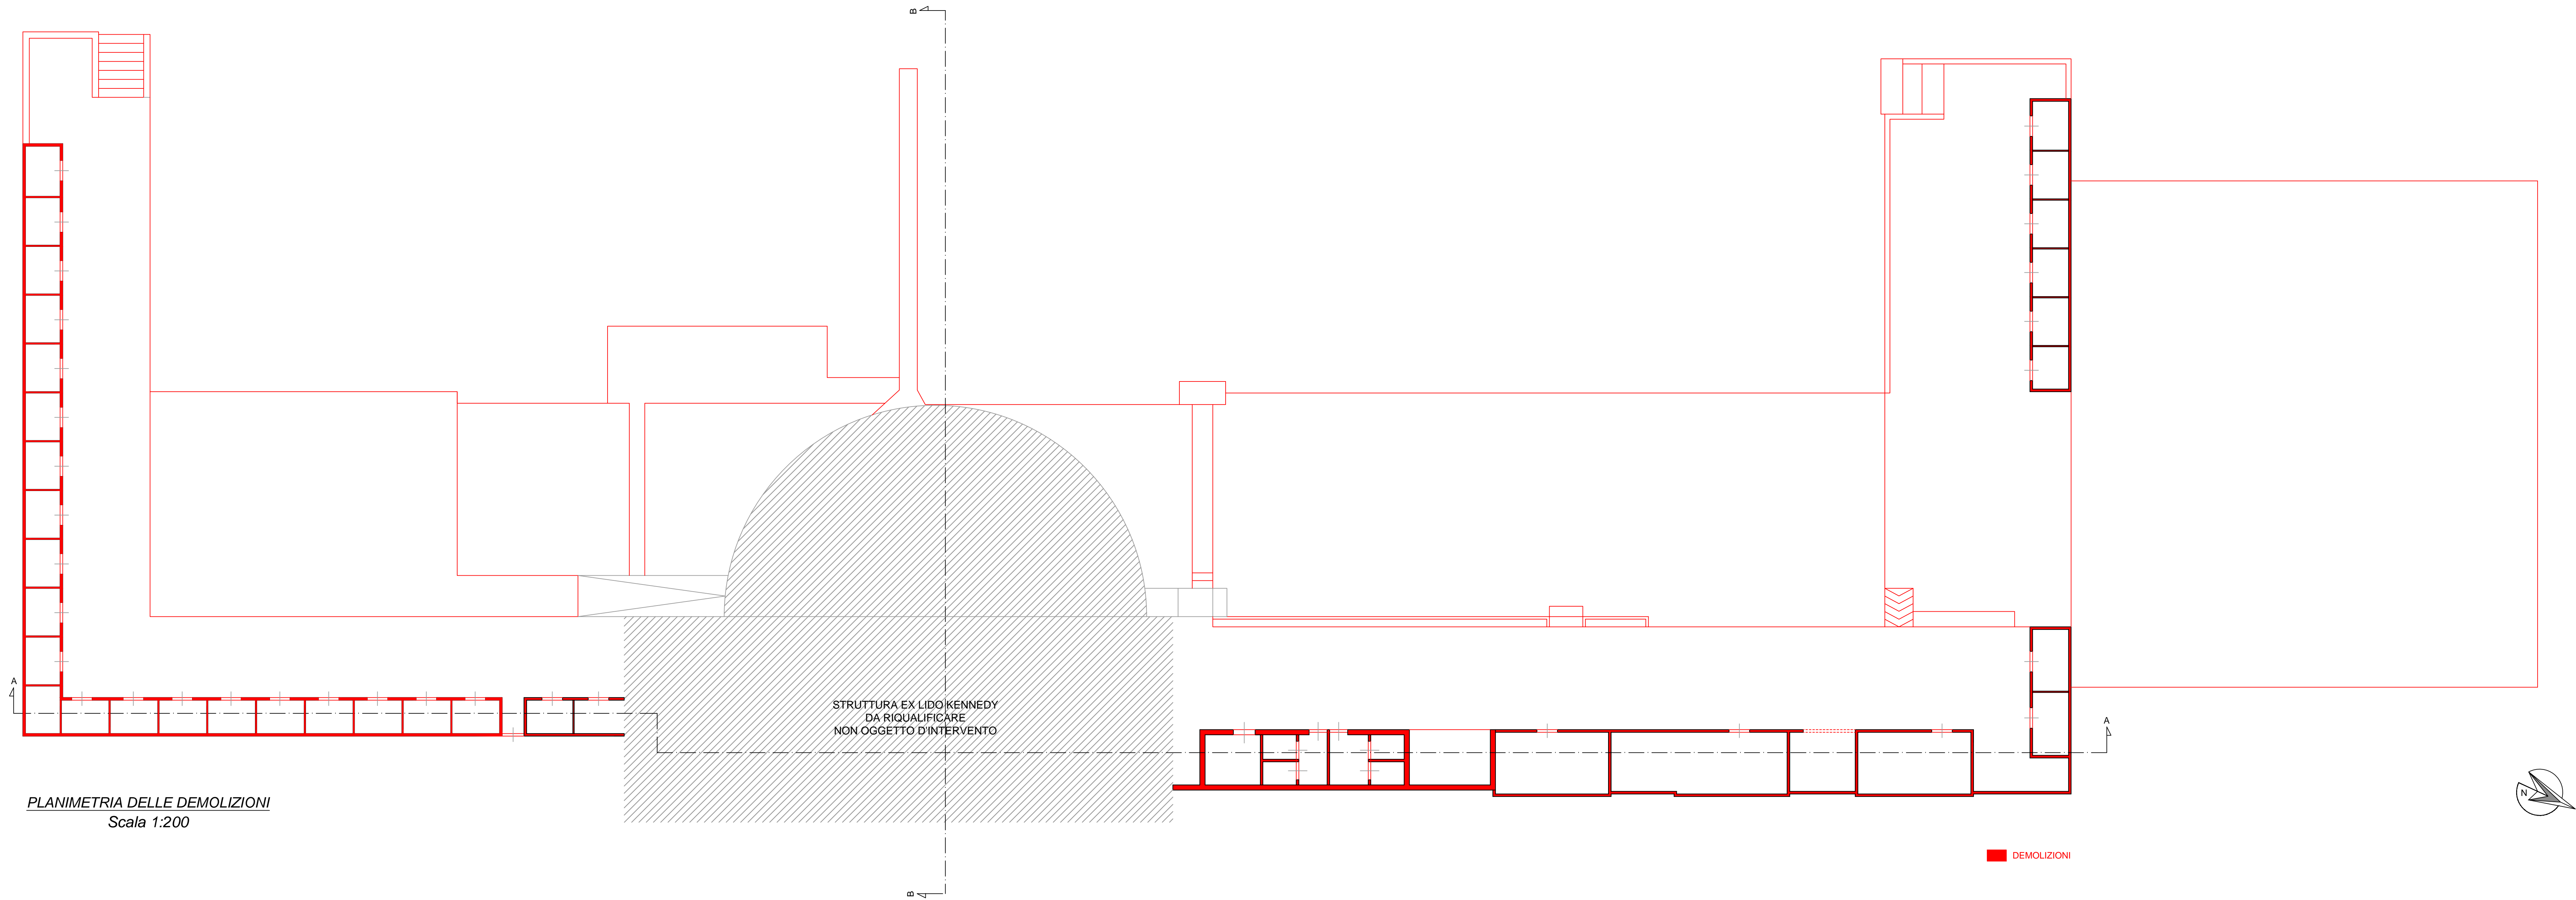 B
A
STRUTTURA EX LIDO KENNEDY
DA RIQUALIFICARE
NON OGGETTO D'INTERVENTO
A
PLANIMETRIA DELLE DEMOLIZIONI
Scala 1:200
N
DEMOLIZIONI
B